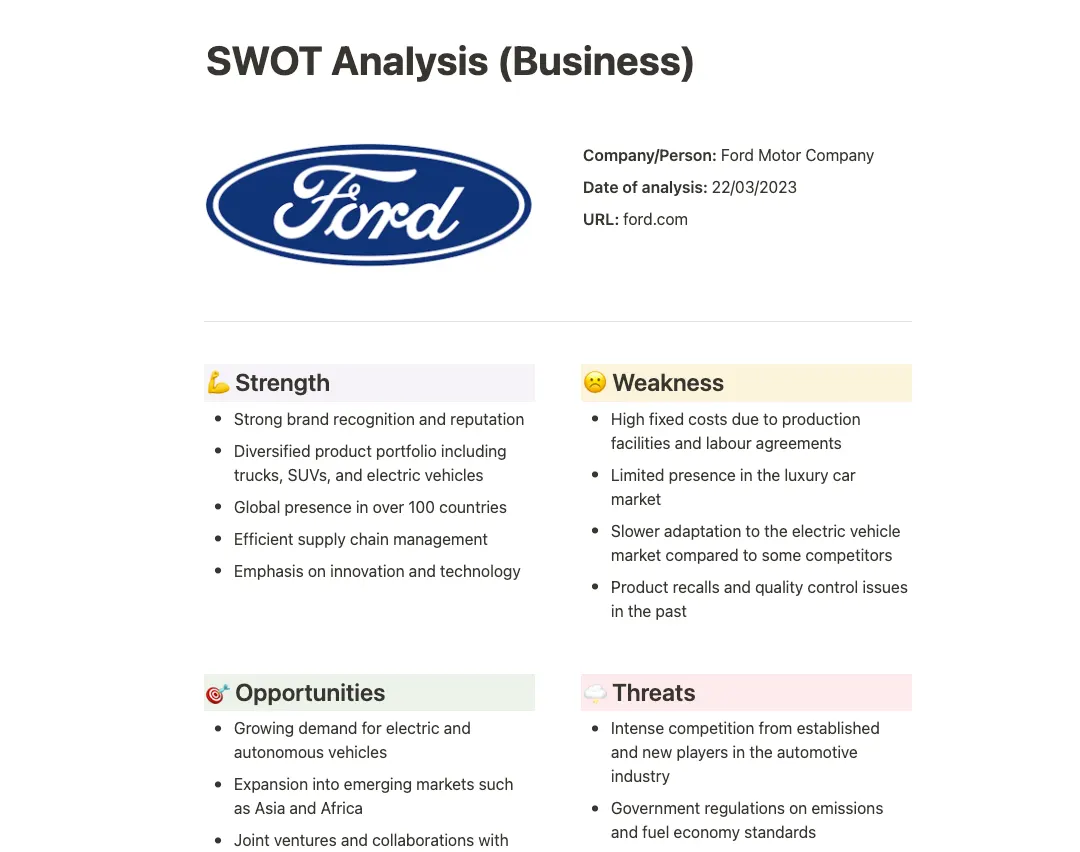 SWOT Analysis (Business)
Ford
Company/Person: Ford Motor Company
Date of analysis: 22/03/2023
URL: ford.com
Strength
Strong brand recognition and reputation
Diversified product portfolio including
trucks, SUVs, and electric vehicles
Global presence in over 100 countries
Efficient supply chain management
Emphasis on innovation and technology
Weakness
High fixed costs due to production
facilities and labour agreements
Limited presence in the luxury car
market
Slower adaptation to the electric vehicle
market compared to some competitors
Product recalls and quality control issues
in the past
Opportunities
Growing demand for electric and
autonomous vehicles
Expansion into emerging markets such
as Asia and Africa
Joint ventures and collaborations with
Threats
Intense competition from established
and new players in the automotive
industry
Government regulations on emissions
and fuel economy standards